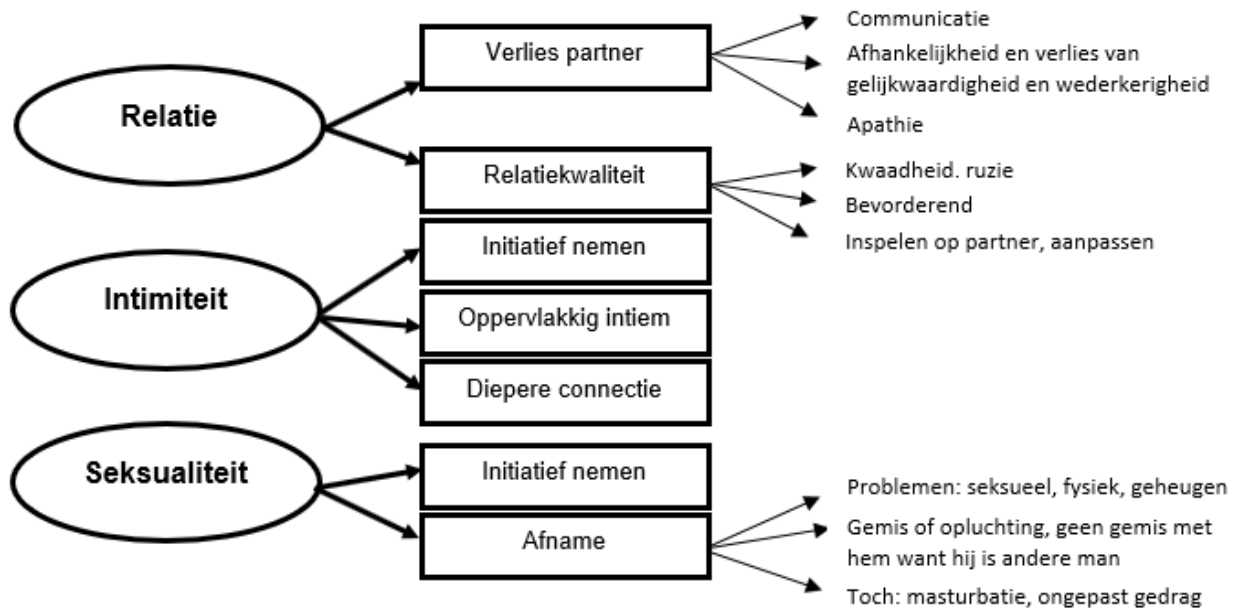 Relatie
Verlies partner
Communicatie
Afhankelijkheid en verlies van
gelijkwaardigheid en wederkerigheid
Apathie
Relatiekwaliteit
Kwaadheid. ruzie
Bevorderend
Inspelen op partner, aanpassen
Intimiteit
Initiatief nemen
Oppervlakkig intiem
Diepere connectie
Seksualiteit
Initiatief nemen
Afname
Problemen: seksueel, fysiek, geheugen
Gemis of opluchting, geen gemis met
hem want hij is andere man
Toch: masturbatie, ongepast gedrag